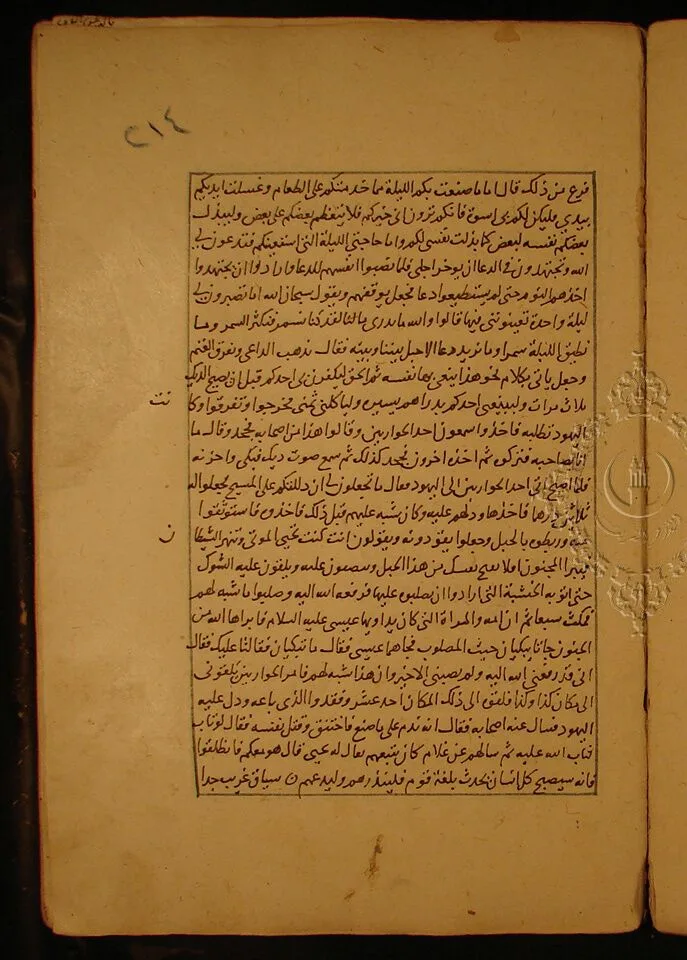 ٢١٤
فرغ من ذلك قال اما ما صنعت بكم الليلة مما خدمتكم على الطعام وغسلت ايديكم
بيدي فليكن لكم بي اسوة فانكم ترون اني خيركم فلا يتعظم بعضكم على بعض وليبذل
بعضكم نفسه لبعض كما بذلت نفسي لكم واما حاجتي الليلة التي استعينكم فتدعون لي
الله وتجتهدون في الدعا ان يوخر اجلي فلما نصبوا انفسهم للدعا وارادوا ان يجتهدوا
اخذهم النوم حتى لم يستطيعوا دعا فجعل يوقظهم ويقول سبحان الله اما تصبرون لي
ليلة واحدة تعينوني فيها قالوا والله ما ندري مالنا لقد كنا نسمر فنكثر السمر وما
نطيق الليلة سمرا وما نريد دعا الا حيل بيننا وبينه فقال يذهب الراعي وتفرق الغنم
وجعل ياتي بكلام نحو هذا ينعي به نفسه ثم قال الحق ليكفرن بي احدكم قبل ان يصيح الديك
ثلاث مرات وليبيعني احدكم بدراهم يسيرة ولياكلن ثمني فخرجوا وتفرقوا وكانت
اليهود تطلبه فاخذوا شمعون احد الحواريين وقالوا هذا من اصحابه فجحد وقال ما
انا بصاحبه فتركوه ثم اخذه اخرون فجحد كذلك ثم سمع صوت ديك فبكى واحزنه
فلما اصبح اتى احد الحواريين الى اليهود فقال ما تجعلون لي ان دللتكم على المسيح فجعلوا له
ثلاثين درهما فاخذها ودلهم عليه وكان شبه عليهم قبل ذلك فاخذوه فاستوثقوا
منه وربطوه بالحبل وجعلوا يقودونه ويقولون انت كنت تحيي الموتى وتنهر الشيطان
وتبرا المجنون افلا تنجي نفسك من هذا الحبل ويبصقون عليه ويلقون عليه الشوك
حتى اتوا به الخشبة التي ارادوا ان يصلبوه عليها فرفعه الله اليه وصلبوا ما شبه لهم
فمكث سبعا ثم ان امه والمراة التي كان يداويها عيسى عليه السلام فابراها الله من
الجنون جاتا تبكيان حيث المصلوب فجاهما عيسى فقال ما تبكيان فقالتا عليك فقال
اني قد رفعني الله اليه ولم يصبني الا خير وان هذا شبه لهم فامرا الحواريين يلقوني
الى مكان كذا وكذا فلقوه الى ذلك المكان احد عشر وفقدوا الذي باعه ودل عليه
اليهود فسال عنه اصحابه فقال انه ندم على ما صنع فاختنق وقتل نفسه فقال لو تاب
لتاب الله عليه ثم سالهم عن غلام كان يتبعهم يقال له يحيى قال هو معكم فانطلقوا
فانه سيصبح كل انسان يحدث بلغة قوم فلينذرهم وليدعهم ن سياق غريب جدا